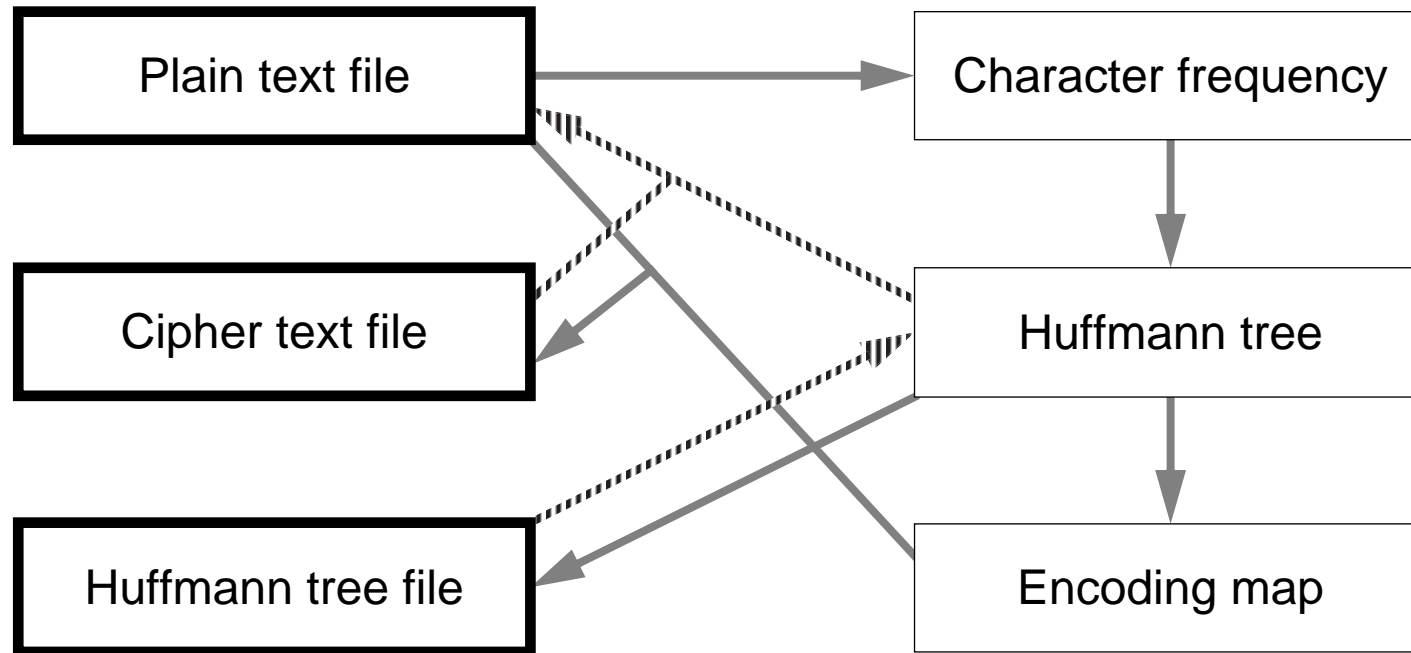 Plain text file
Character frequency
Cipher text file
Huffmann tree
Huffmann tree file
Encoding map